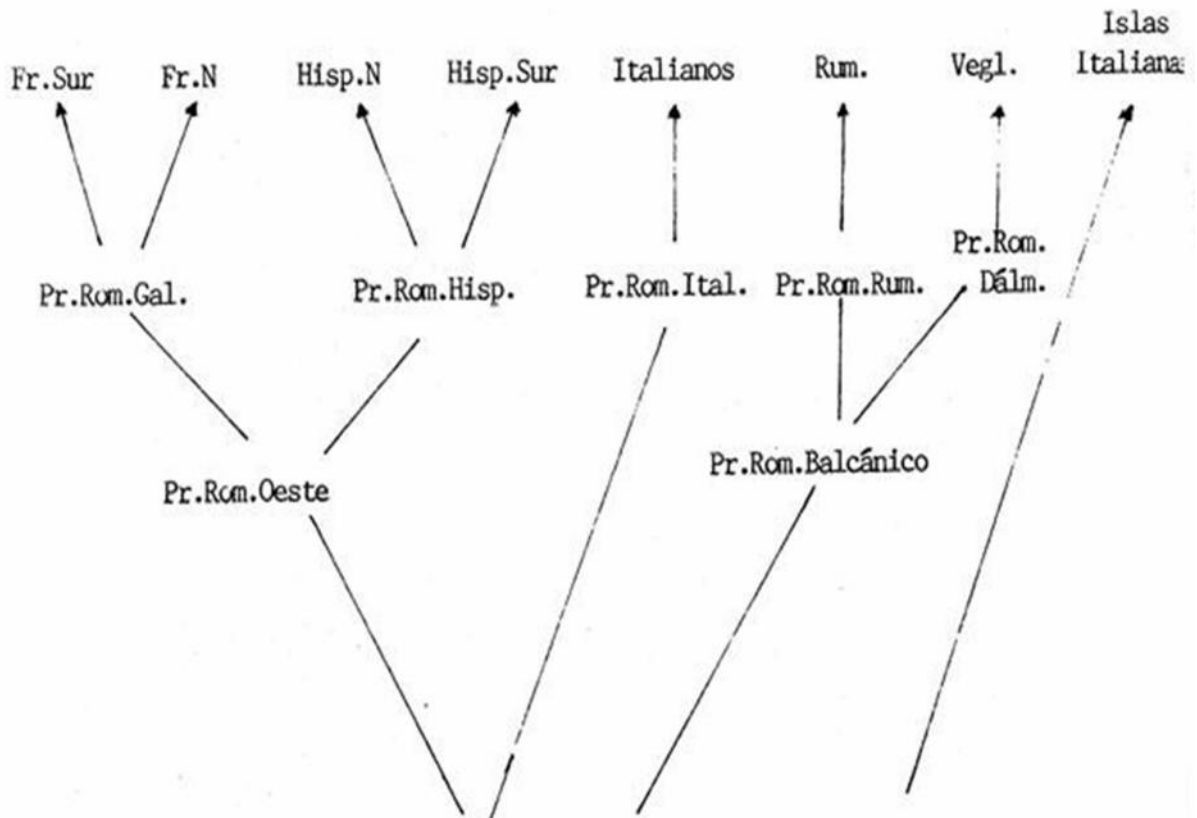 Islas
Fr.Sur Fr.N Hisp.N Hisp.Sur Italianos Rum. Vegl. Italiana
Pr.Rom.
Pr.Rom.Gal. Pr.Rom.Hisp. Pr.Rom.Ital. Pr.Rom.Rum. Dálm.
Pr.Rom.Balcánico
Pr.Rom.Oeste